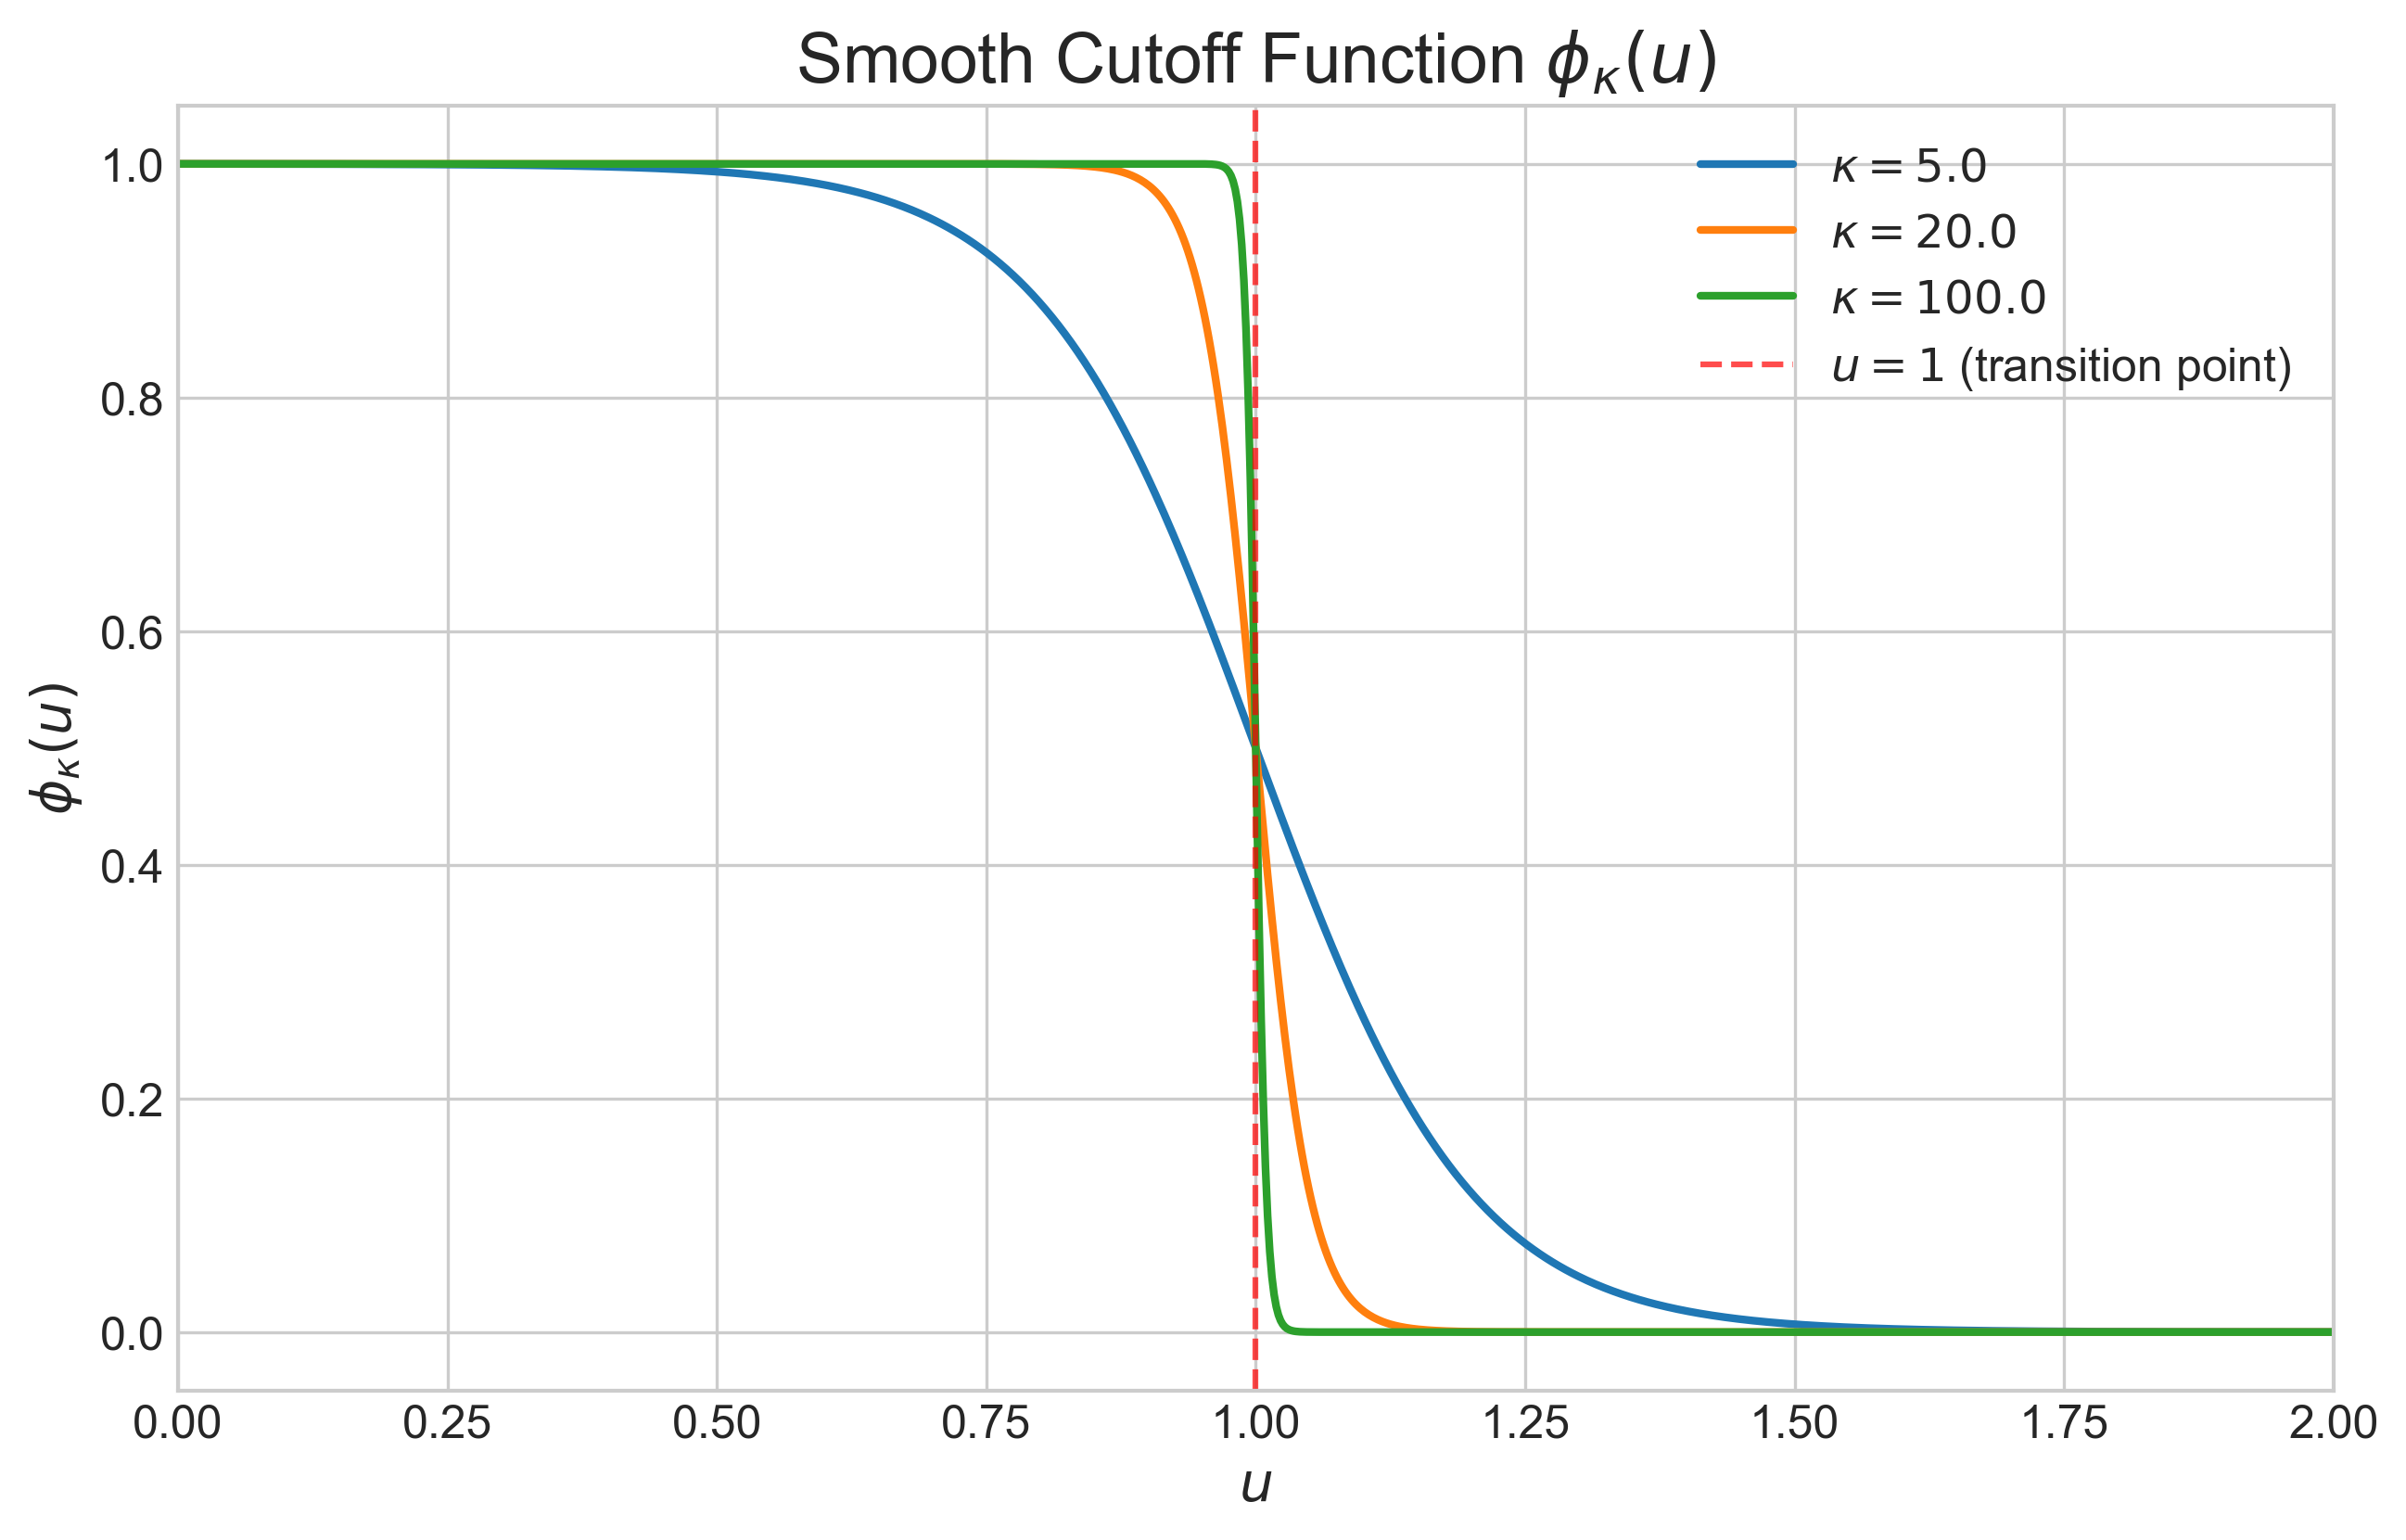 Smooth Cutoff Function ϕκ(u)
κ = 5.0
κ = 20.0
κ = 100.0
u = 1 (transition point)
ϕκ(u)
1.0
0.8
0.6
0.4
0.2
0.0
0.00 0.25 0.50 0.75 1.00 1.25 1.50 1.75 2.00
u